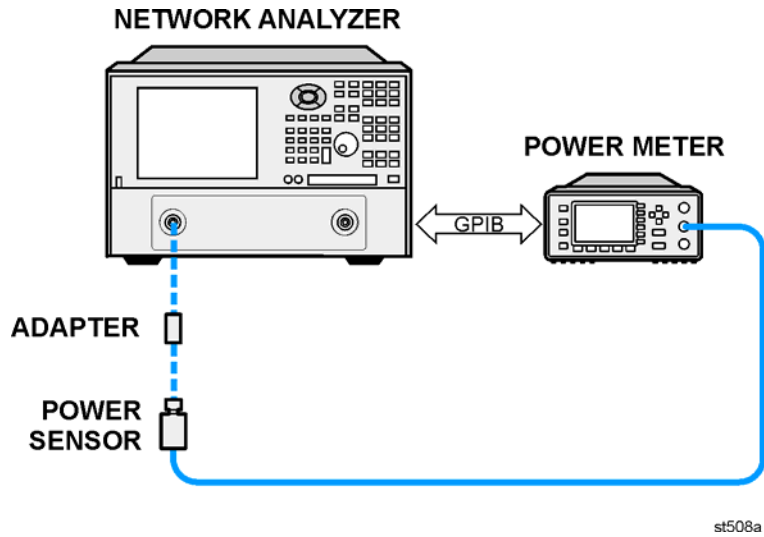 NETWORK ANALYZER
POWER METER
GPIB
ADAPTER
POWER
SENSOR
st508a